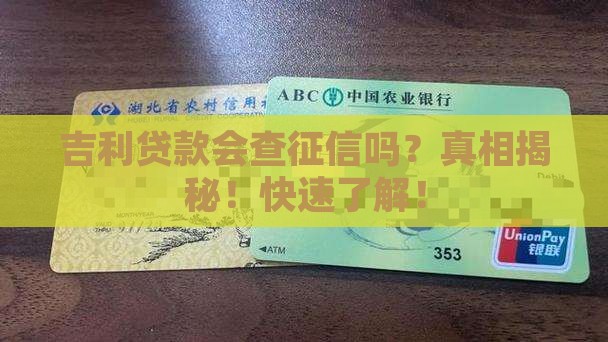 湖北省农村信用
ABC 中国农业银行
吉利贷款会查征信吗？真相揭
秘！快速了解！
Debit
ATM
353
UnionPay
银联